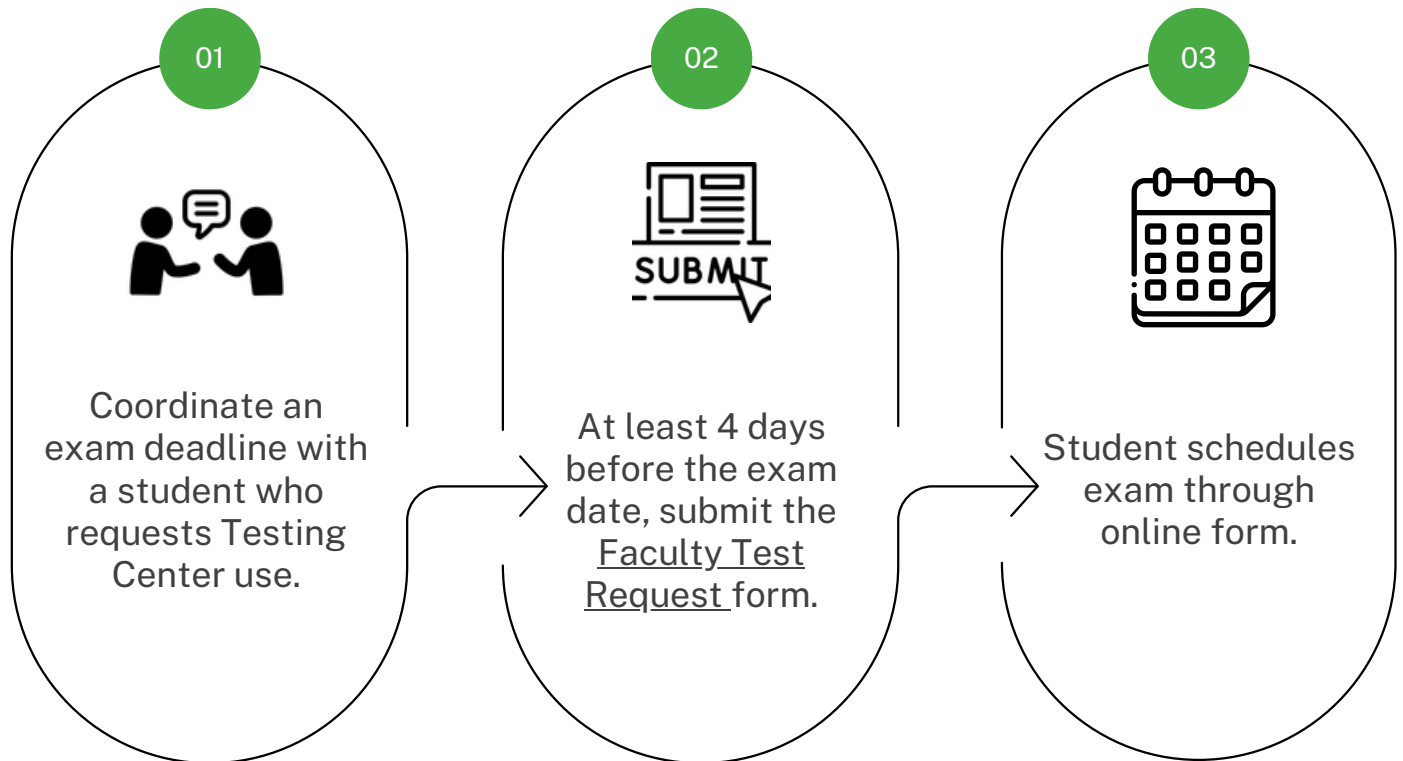 01
Coordinate an
exam deadline with
a student who
requests Testing
Center use.
02
SUBMIT
At least 4 days
before the exam
date, submit the
Faculty Test
Request form.
03
Student schedules
exam through
online form.